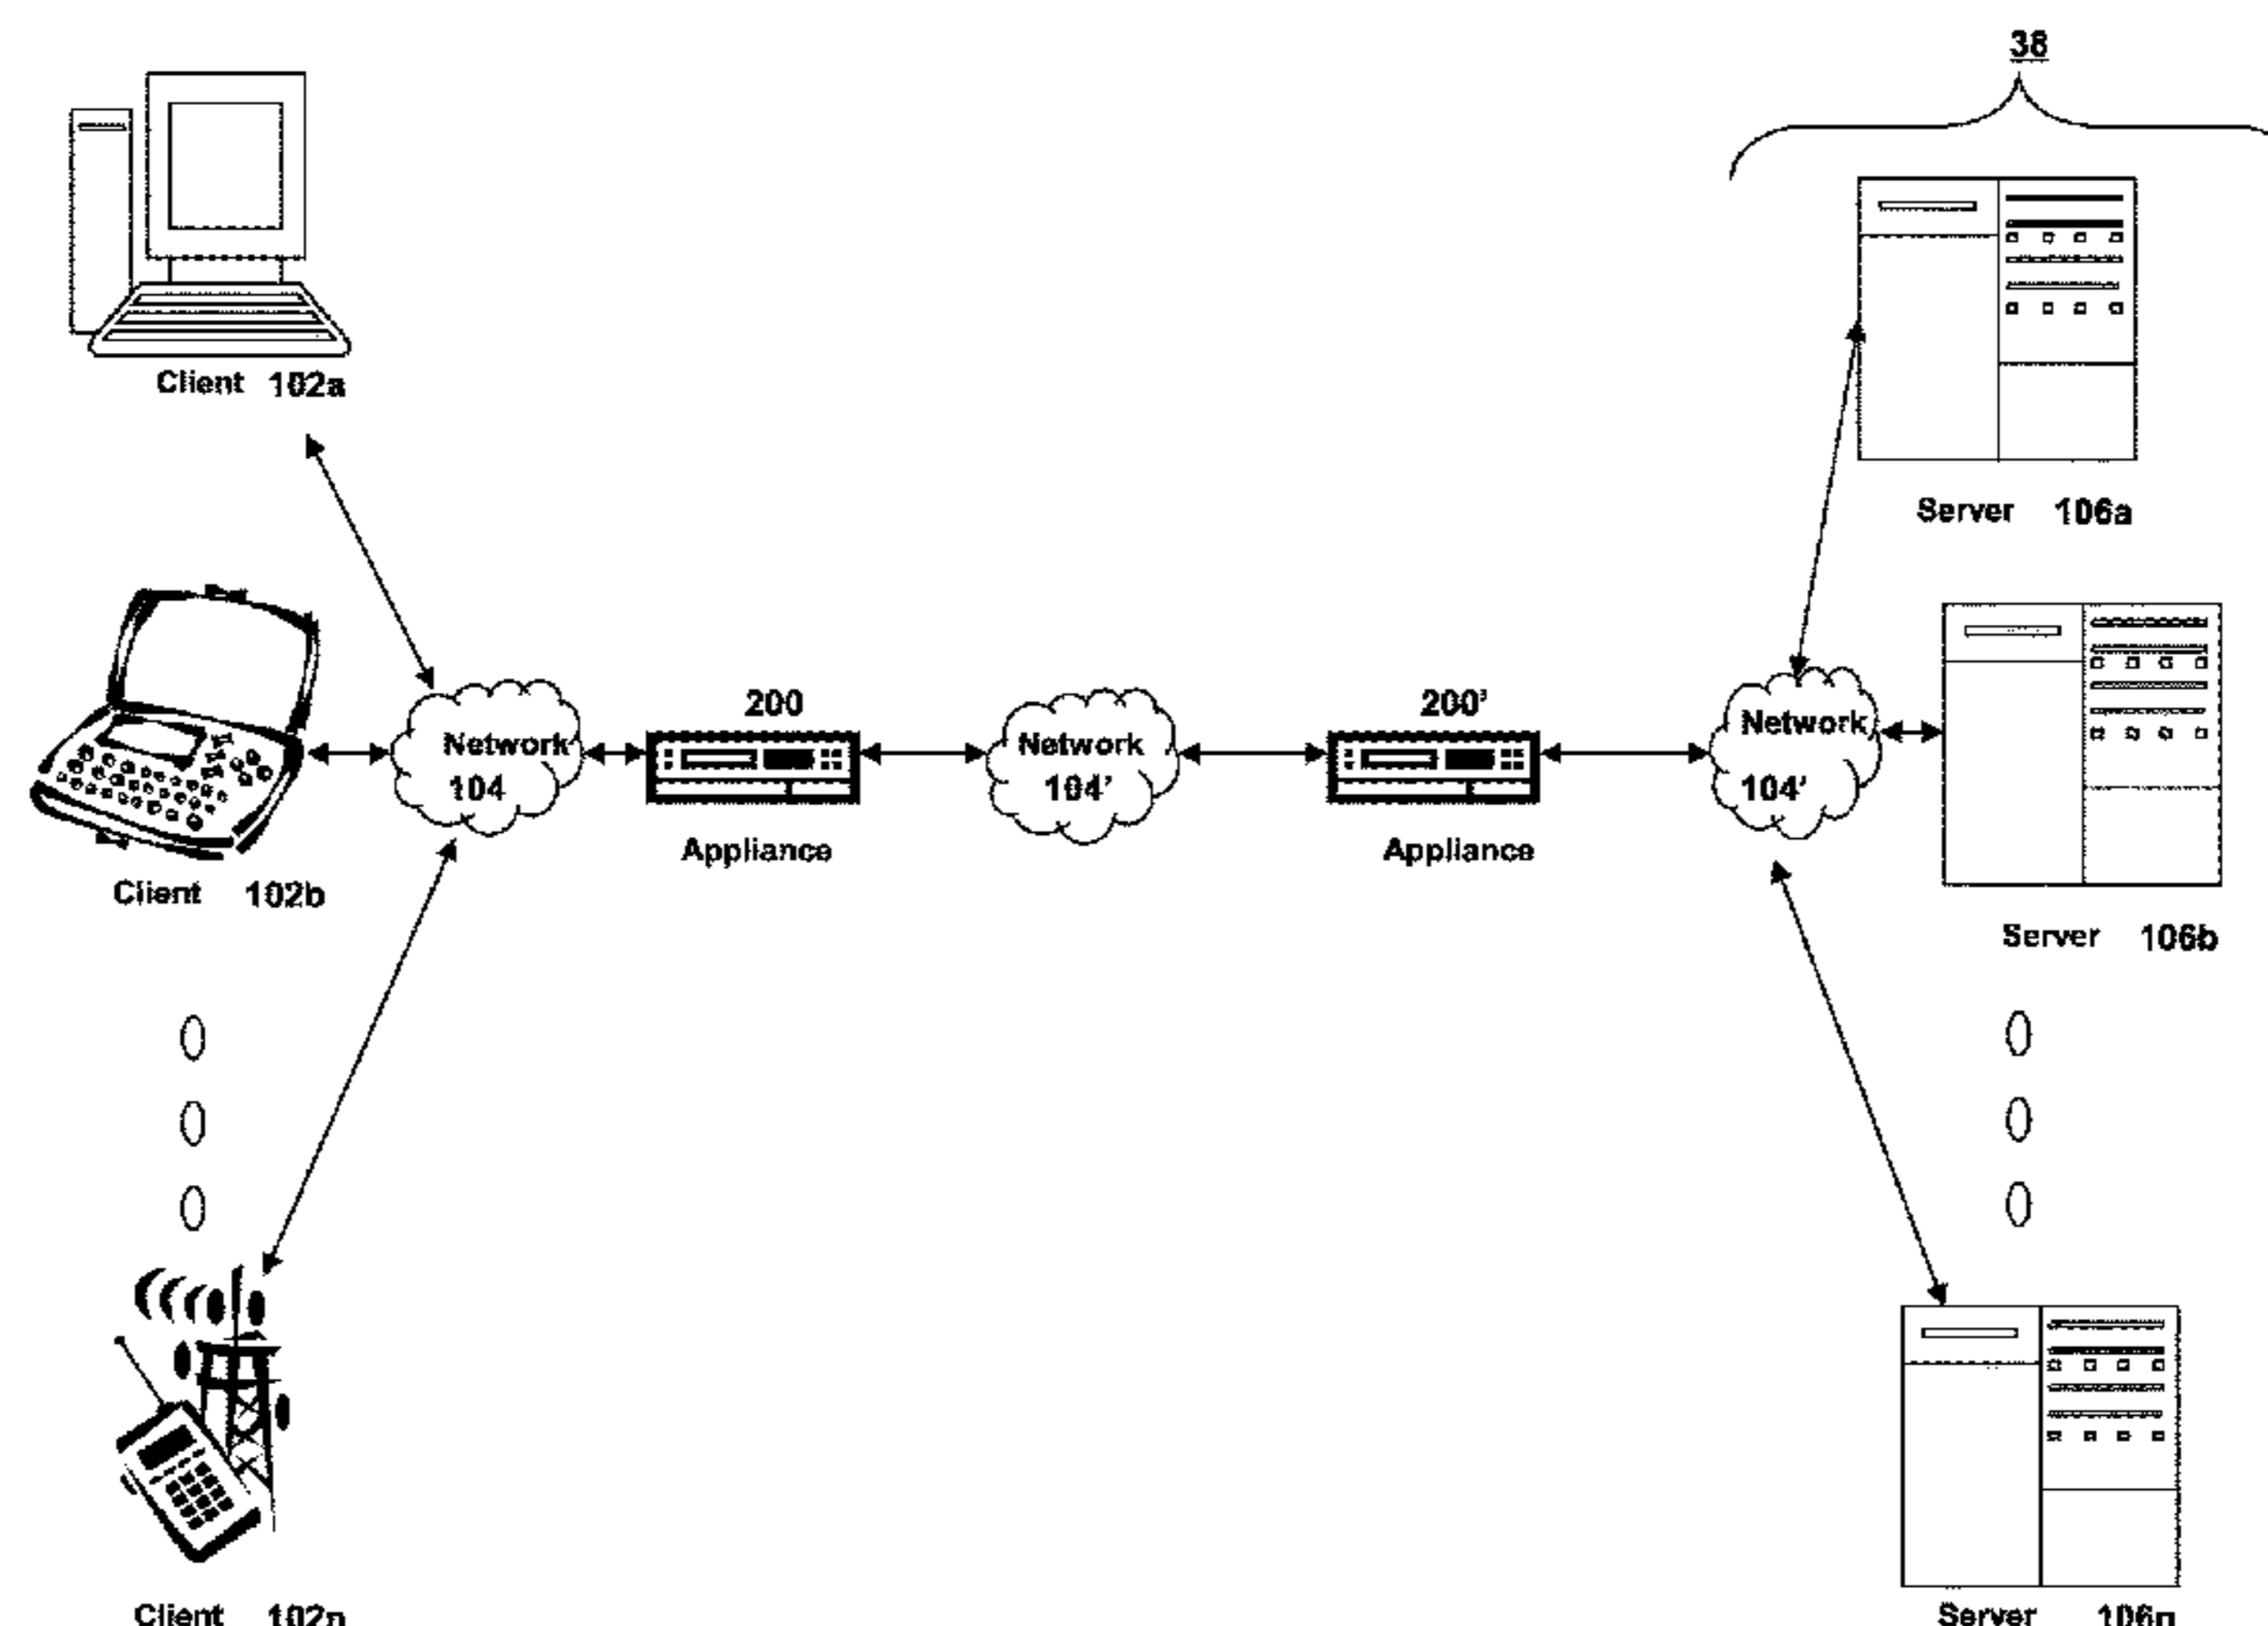 38
Client 102a
Server 106a
200
200'
Network
104
Network
104'
Network
104'
Appliance
Appliance
Client 102b
Server 106b
Client 102n
Server 106n